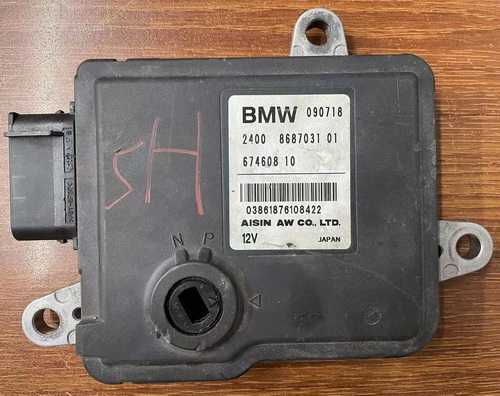 BMW 090718
2400 8687031 01
674608 10
03861876108422
AISIN AW CO., LTD.
12V JAPAN
5H
N P